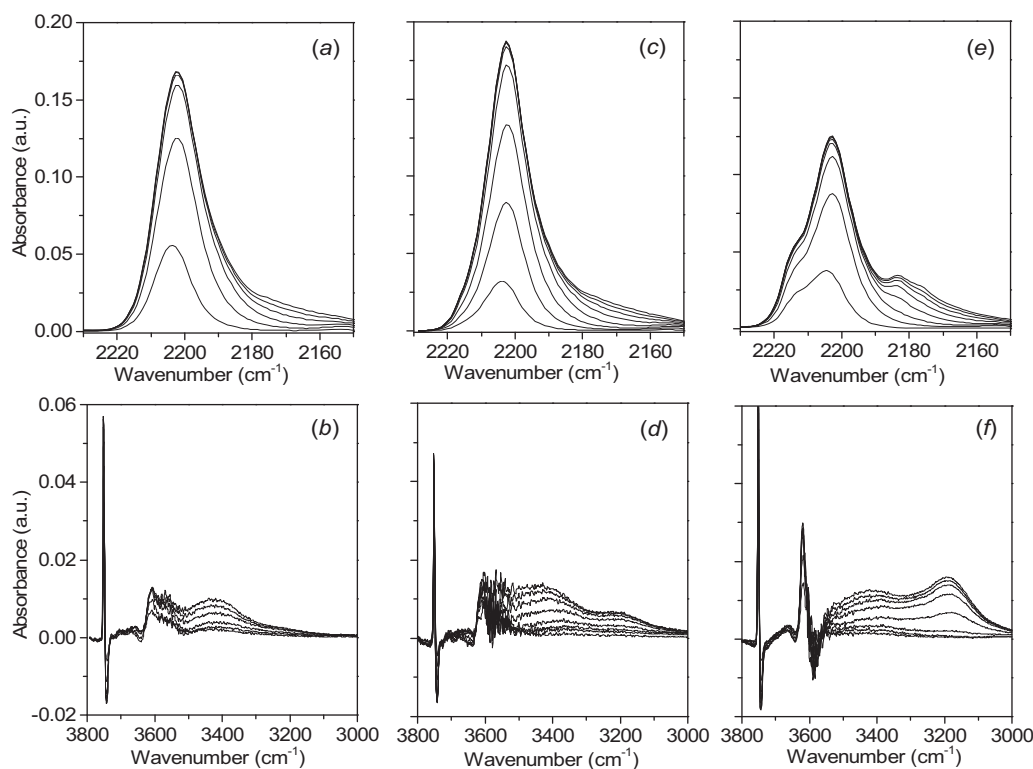 (a)
(c)
(e)
0.20
0.15
0.10
0.05
0.00
Absorbance (a.u.)
2220 2200 2180 2160
2220 2200 2180 2160
2220 2200 2180 2160
Wavenumber (cm⁻¹)
Wavenumber (cm⁻¹)
Wavenumber (cm⁻¹)
(b)
(d)
(f)
0.06
0.04
0.02
0.00
-0.02
Absorbance (a.u.)
3800 3600 3400 3200 3000
3800 3600 3400 3200 3000
3800 3600 3400 3200 3000
Wavenumber (cm⁻¹)
Wavenumber (cm⁻¹)
Wavenumber (cm⁻¹)